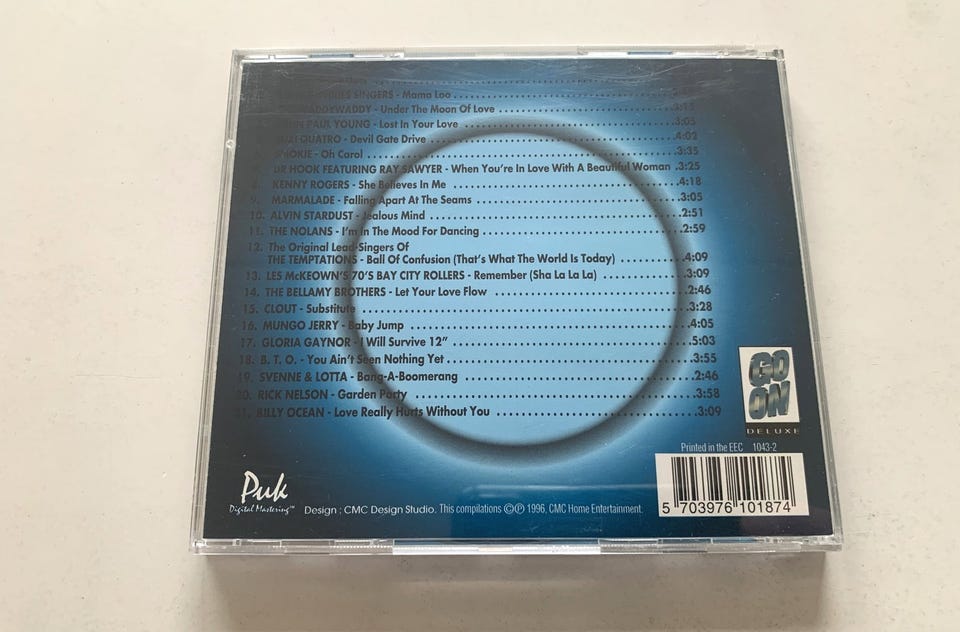 SINGERS - Mama Loo
WADDYWADDY - Under The Moon Of Love 3:15
PAUL YOUNG - Lost In Your Love 3:03
QUATRO - Devil Gate Drive 4:02
OKIE - Oh Carol 3:35
DR HOOK FEATURING RAY SAWYER - When You're In Love With A Beautiful Woman .3:25
8. KENNY ROGERS - She Believes In Me 4:18
9. MARMALADE - Falling Apart At The Seams 3:05
10. ALVIN STARDUST - Jealous Mind 2:51
11. THE NOLANS - I'm In The Mood For Dancing 2:59
12. The Original Lead-Singers Of
THE TEMPTATIONS - Ball Of Confusion (That's What The World Is Today) 4:09
13. LES McKEOWN'S 70'S BAY CITY ROLLERS - Remember (Sha La La La) 3:09
14. THE BELLAMY BROTHERS - Let Your Love Flow 2:46
15. CLOUT - Substitute 3:28
16. MUNGO JERRY - Baby Jump 4:05
17. GLORIA GAYNOR - I Will Survive 12" 5:03
18. B. T. O. - You Ain't Seen Nothing Yet 3:55
19. SVENNE & LOTTA - Bang-A-Boomerang 2:46
20. RICK NELSON - Garden Party 3:58
21. BILLY OCEAN - Love Really Hurts Without You 3:09
GO
ON
DELUXE
Printed in the EEC 1043-2
5 703976 101874
Puk
Digital Mastering™
Design ; CMC Design Studio. This compilations ©℗ 1996, CMC Home Entertainment.